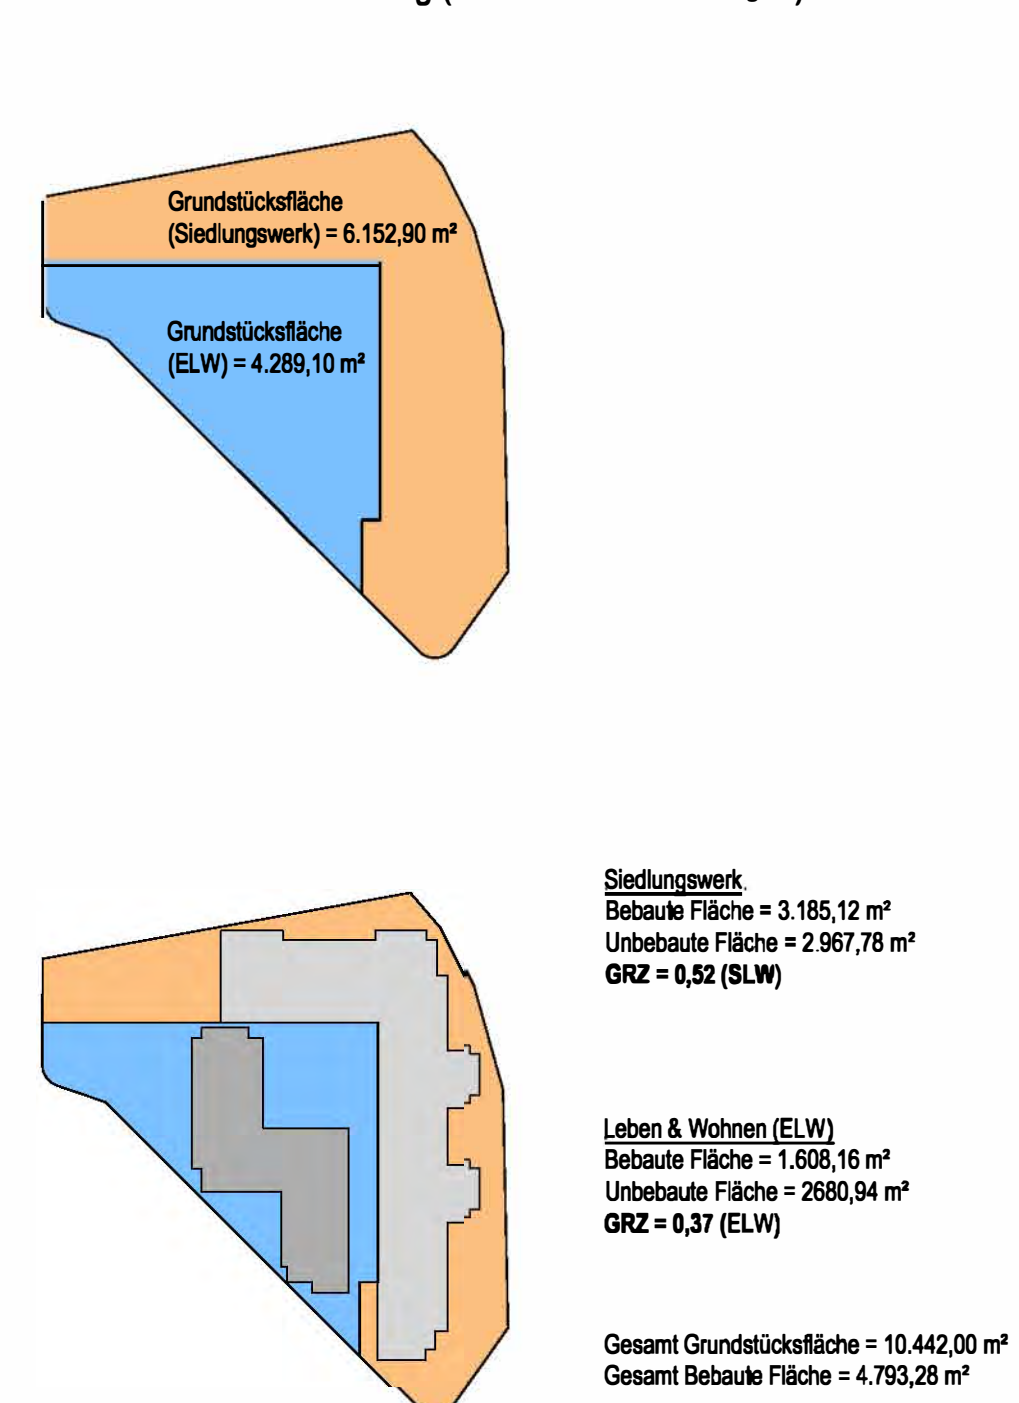 Grundstücksfläche
(Siedlungswerk) = 6.152,90 m²
Grundstücksfläche
(ELW) = 4.289,10 m²
Siedlungswerk
Bebaute Fläche = 3.185,12 m²
Unbebaute Fläche = 2.967,78 m²
GRZ = 0,52 (SLW)
Leben & Wohnen (ELW)
Bebaute Fläche = 1.608,16 m²
Unbebaute Fläche = 2680,94 m²
GRZ = 0,37 (ELW)
Gesamt Grundstücksfläche = 10.442,00 m²
Gesamt Bebaute Fläche = 4.793,28 m²